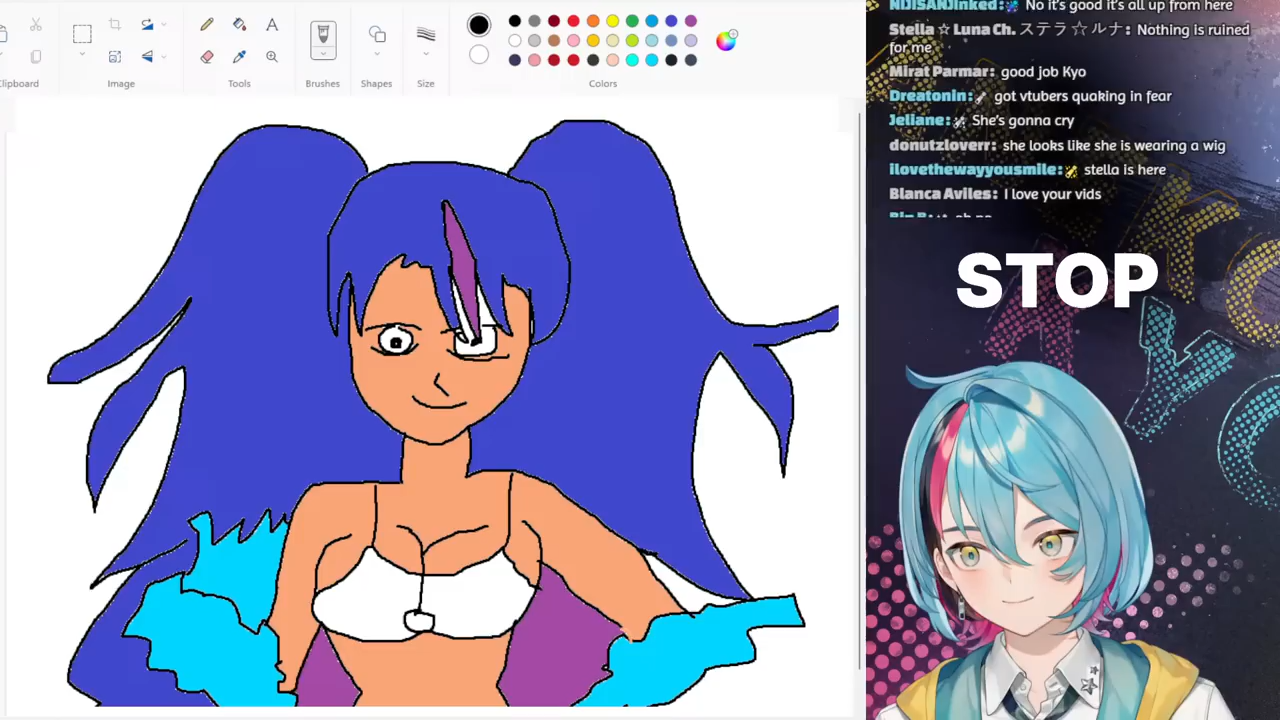 Clipboard
Image
Tools
Brushes
Shapes
Size
Colors
A
NDISANJinked: No it's good it's all up from here
Stella ☆ Luna Ch. ステラ ☆ ルナ: Nothing is ruined
for me
Mirat Parmar: good job Kyo
Dreatonin: got vtubers quaking in fear
Jeliane: She's gonna cry
donutzloverr: she looks like she is wearing a wig
ilovethewayyousmile: stella is here
Blanca Aviles: I love your vids
STOP